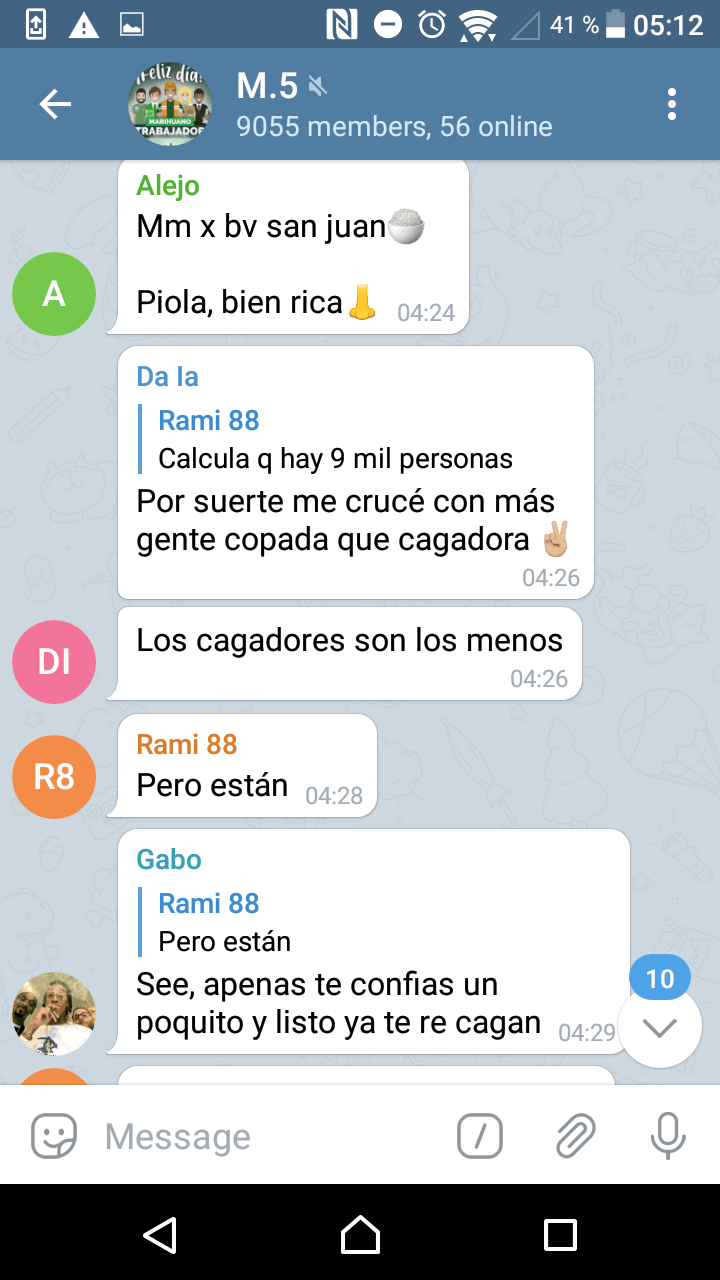 41 % 05:12
¡Feliz día!
MARIHUANO
TRABAJADOR
M.5
9055 members, 56 online
Alejo
Mm x bv san juan🍚
Piola, bien rica👃 04:24
A
Da Ia
Rami 88
Calcula q hay 9 mil personas
Por suerte me crucé con más
gente copada que cagadora ✌🏼
04:26
Los cagadores son los menos
04:26
DI
Rami 88
Pero están 04:28
R8
Gabo
Rami 88
Pero están
See, apenas te confias un
poquito y listo ya te re cagan 04:29
10
Message